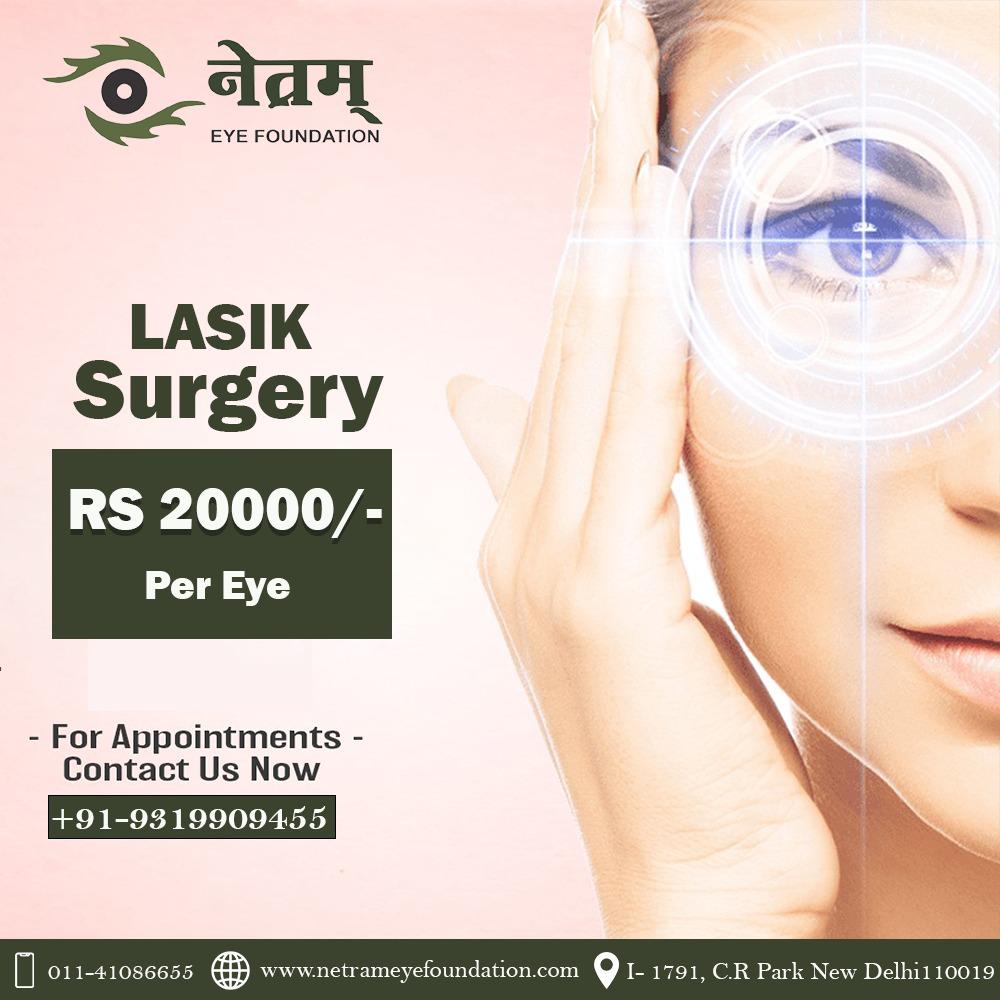 नेत्रम्
EYE FOUNDATION
LASIK
Surgery
RS 20000/-
Per Eye
- For Appointments -
Contact Us Now
+91-9319909455
011-41086655 www.netrameyefoundation.com I- 1791, C.R Park New Delhi110019